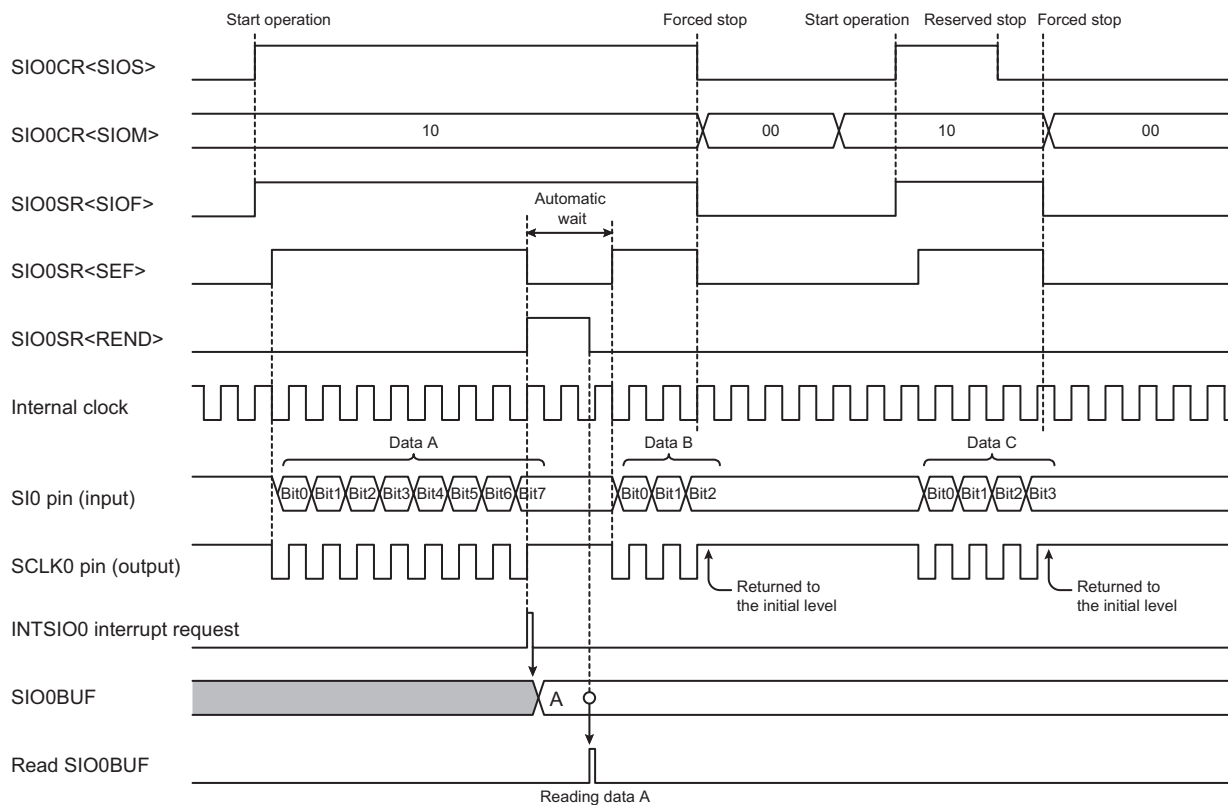 Start operation
Forced stop
Start operation
Reserved stop
Forced stop
SIO0CR<SIOS>
SIO0CR<SIOM>
10
00
10
00
SIO0SR<SIOF>
Automatic
wait
SIO0SR<SEF>
SIO0SR<REND>
Internal clock
Data A
Data B
Data C
SI0 pin (input)
Bit0 Bit1 Bit2 Bit3 Bit4 Bit5 Bit6 Bit7
Bit0 Bit1 Bit2
Bit0 Bit1 Bit2 Bit3
SCLK0 pin (output)
Returned to
the initial level
Returned to
the initial level
INTSIO0 interrupt request
SIO0BUF
A
Read SIO0BUF
Reading data A